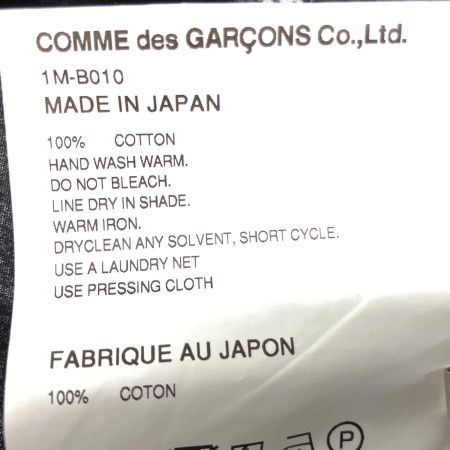 COMME des GARÇONS Co.,Ltd.
1M-B010
MADE IN JAPAN
100% COTTON
HAND WASH WARM.
DO NOT BLEACH.
LINE DRY IN SHADE.
WARM IRON.
DRYCLEAN ANY SOLVENT, SHORT CYCLE.
USE A LAUNDRY NET
USE PRESSING CLOTH
FABRIQUE AU JAPON
100% COTON
P